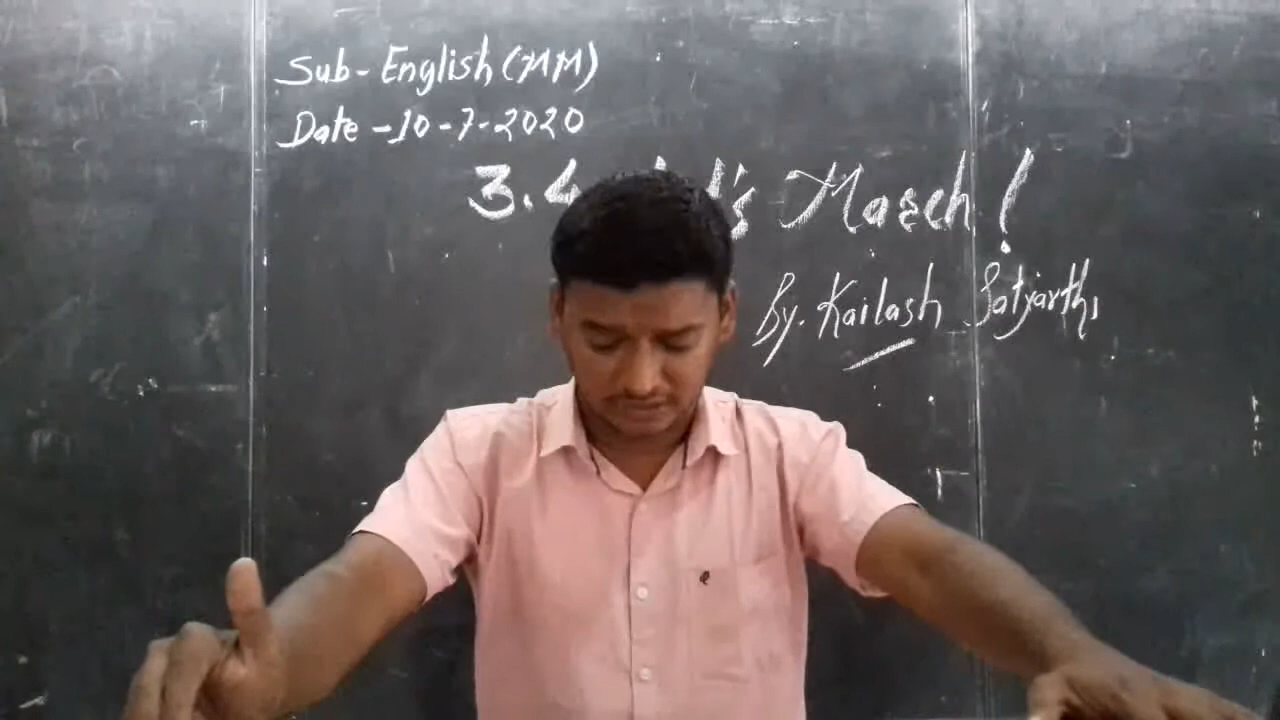 Sub-English (MM)
Date -10-7-2020
3.4 March!
By. Kailash Satyarthi